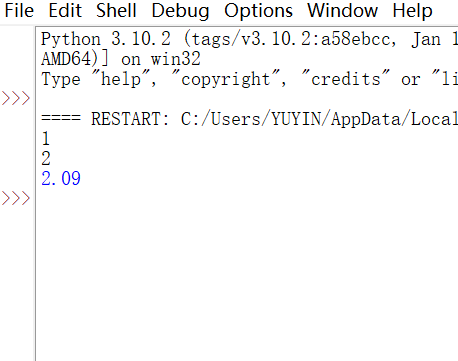 File Edit Shell Debug Options Window Help
Python 3.10.2 (tags/v3.10.2:a58ebcc, Jan 1
AMD64)] on win32
Type "help", "copyright", "credits" or "li
>>>
==== RESTART: C:/Users/YUYIN/AppData/Local
1
2
2.09
>>>